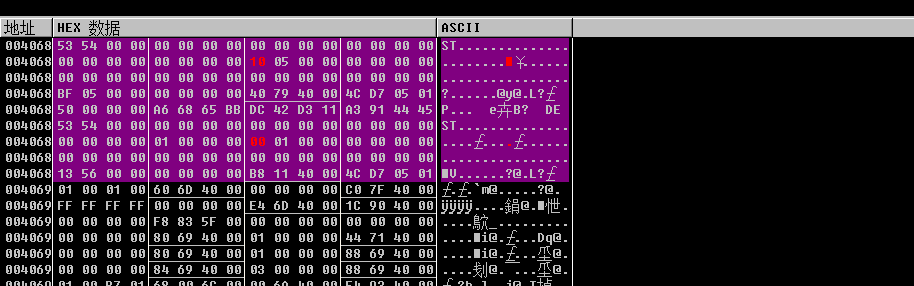 地址 HEX 数据 ASCII
004068 53 54 00 00 00 00 00 00 00 00 00 00 00 00 00 00 ST..............
004068 00 00 00 00 00 00 00 00 10 05 00 00 00 00 00 00
004068 00 00 00 00 00 00 00 00 00 00 00 00 00 00 00 00 ................
004068 BF 05 00 00 00 00 00 00 40 79 40 00 4C D7 05 01
004068 50 00 00 00 A6 68 65 BB DC 42 D3 11 A3 91 44 45
004068 53 54 00 00 00 00 00 00 00 00 00 00 00 00 00 00 ST..............
004068 00 00 00 00 01 00 00 00 00 01 00 00 00 00 00 00
004068 00 00 00 00 00 00 00 00 00 00 00 00 00 00 00 00 ................
004068 13 56 00 00 00 00 00 00 B8 11 40 00 4C D7 05 01
004069 01 00 01 00 60 6D 40 00 00 00 00 00 C0 7F 40 00
004069 FF FF FF FF 00 00 00 00 E4 6D 40 00 1C 90 40 00
004069 00 00 00 00 F8 83 5F 00 00 00 00 00 00 00 00 00
004069 00 00 00 00 80 69 40 00 01 00 00 00 44 71 40 00
004069 00 00 00 00 80 69 40 00 01 00 00 00 88 69 40 00
004069 00 00 00 00 84 69 40 00 03 00 00 00 88 69 40 00